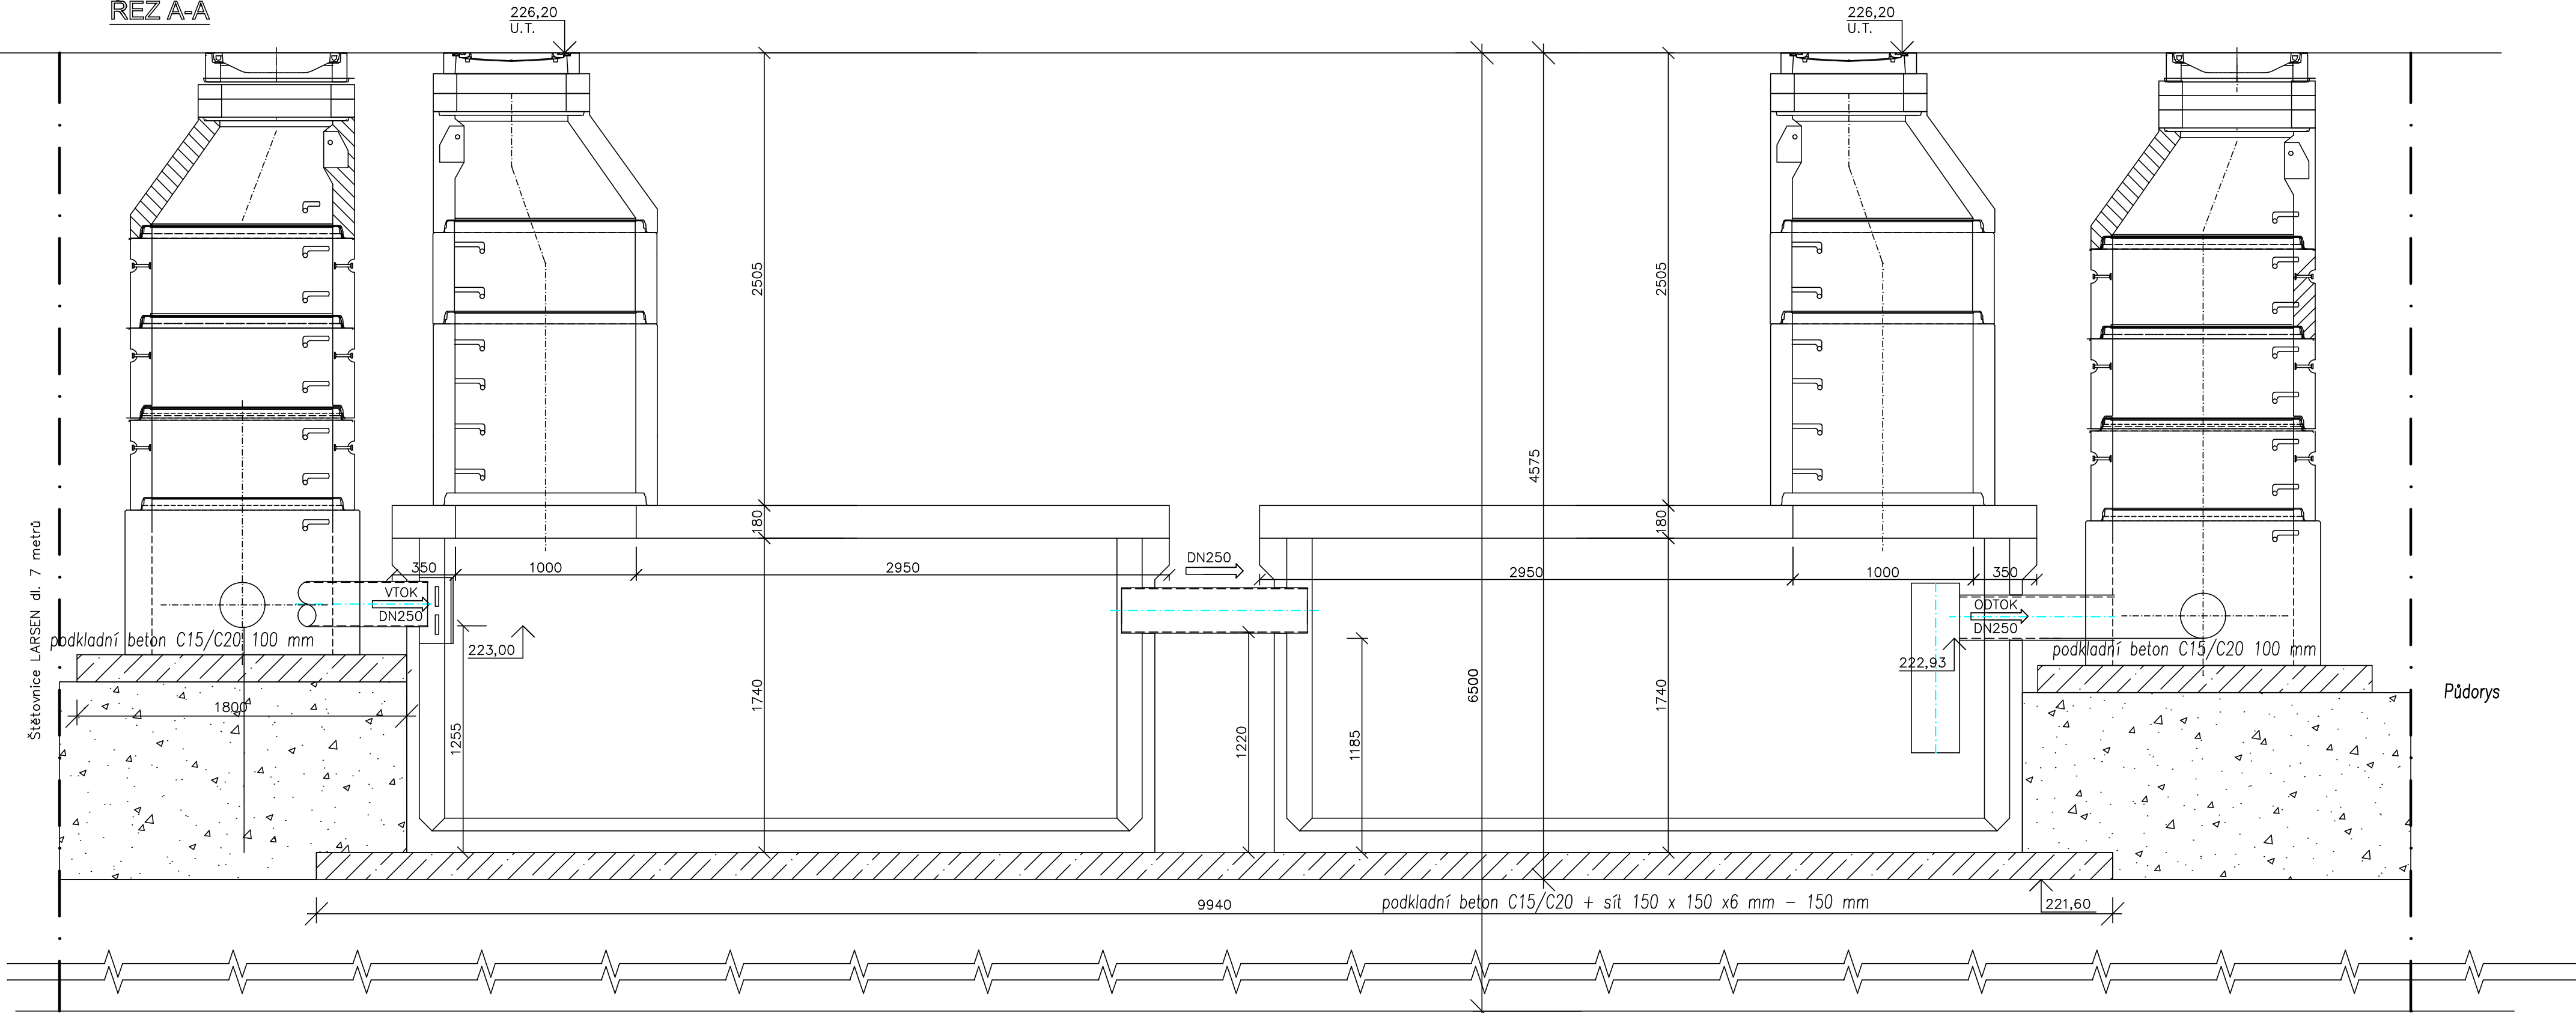 ŘEZ A-A
226,20
U.T.
226,20
U.T.
2505
2505
4575
180
180
DN250
350
1000
2950
2950
1000
350
VTOK
DN250
ODTOK
DN250
223,00
222,93
podkladní beton C15/C20 100 mm
podkladní beton C15/C20 100 mm
Štětovnice LARSEN dl. 7 metrů
Půdorys
1800
1255
1740
1220
1185
6500
1740
9940
podkladní beton C15/C20 + sít 150 x 150 x6 mm - 150 mm
221,60